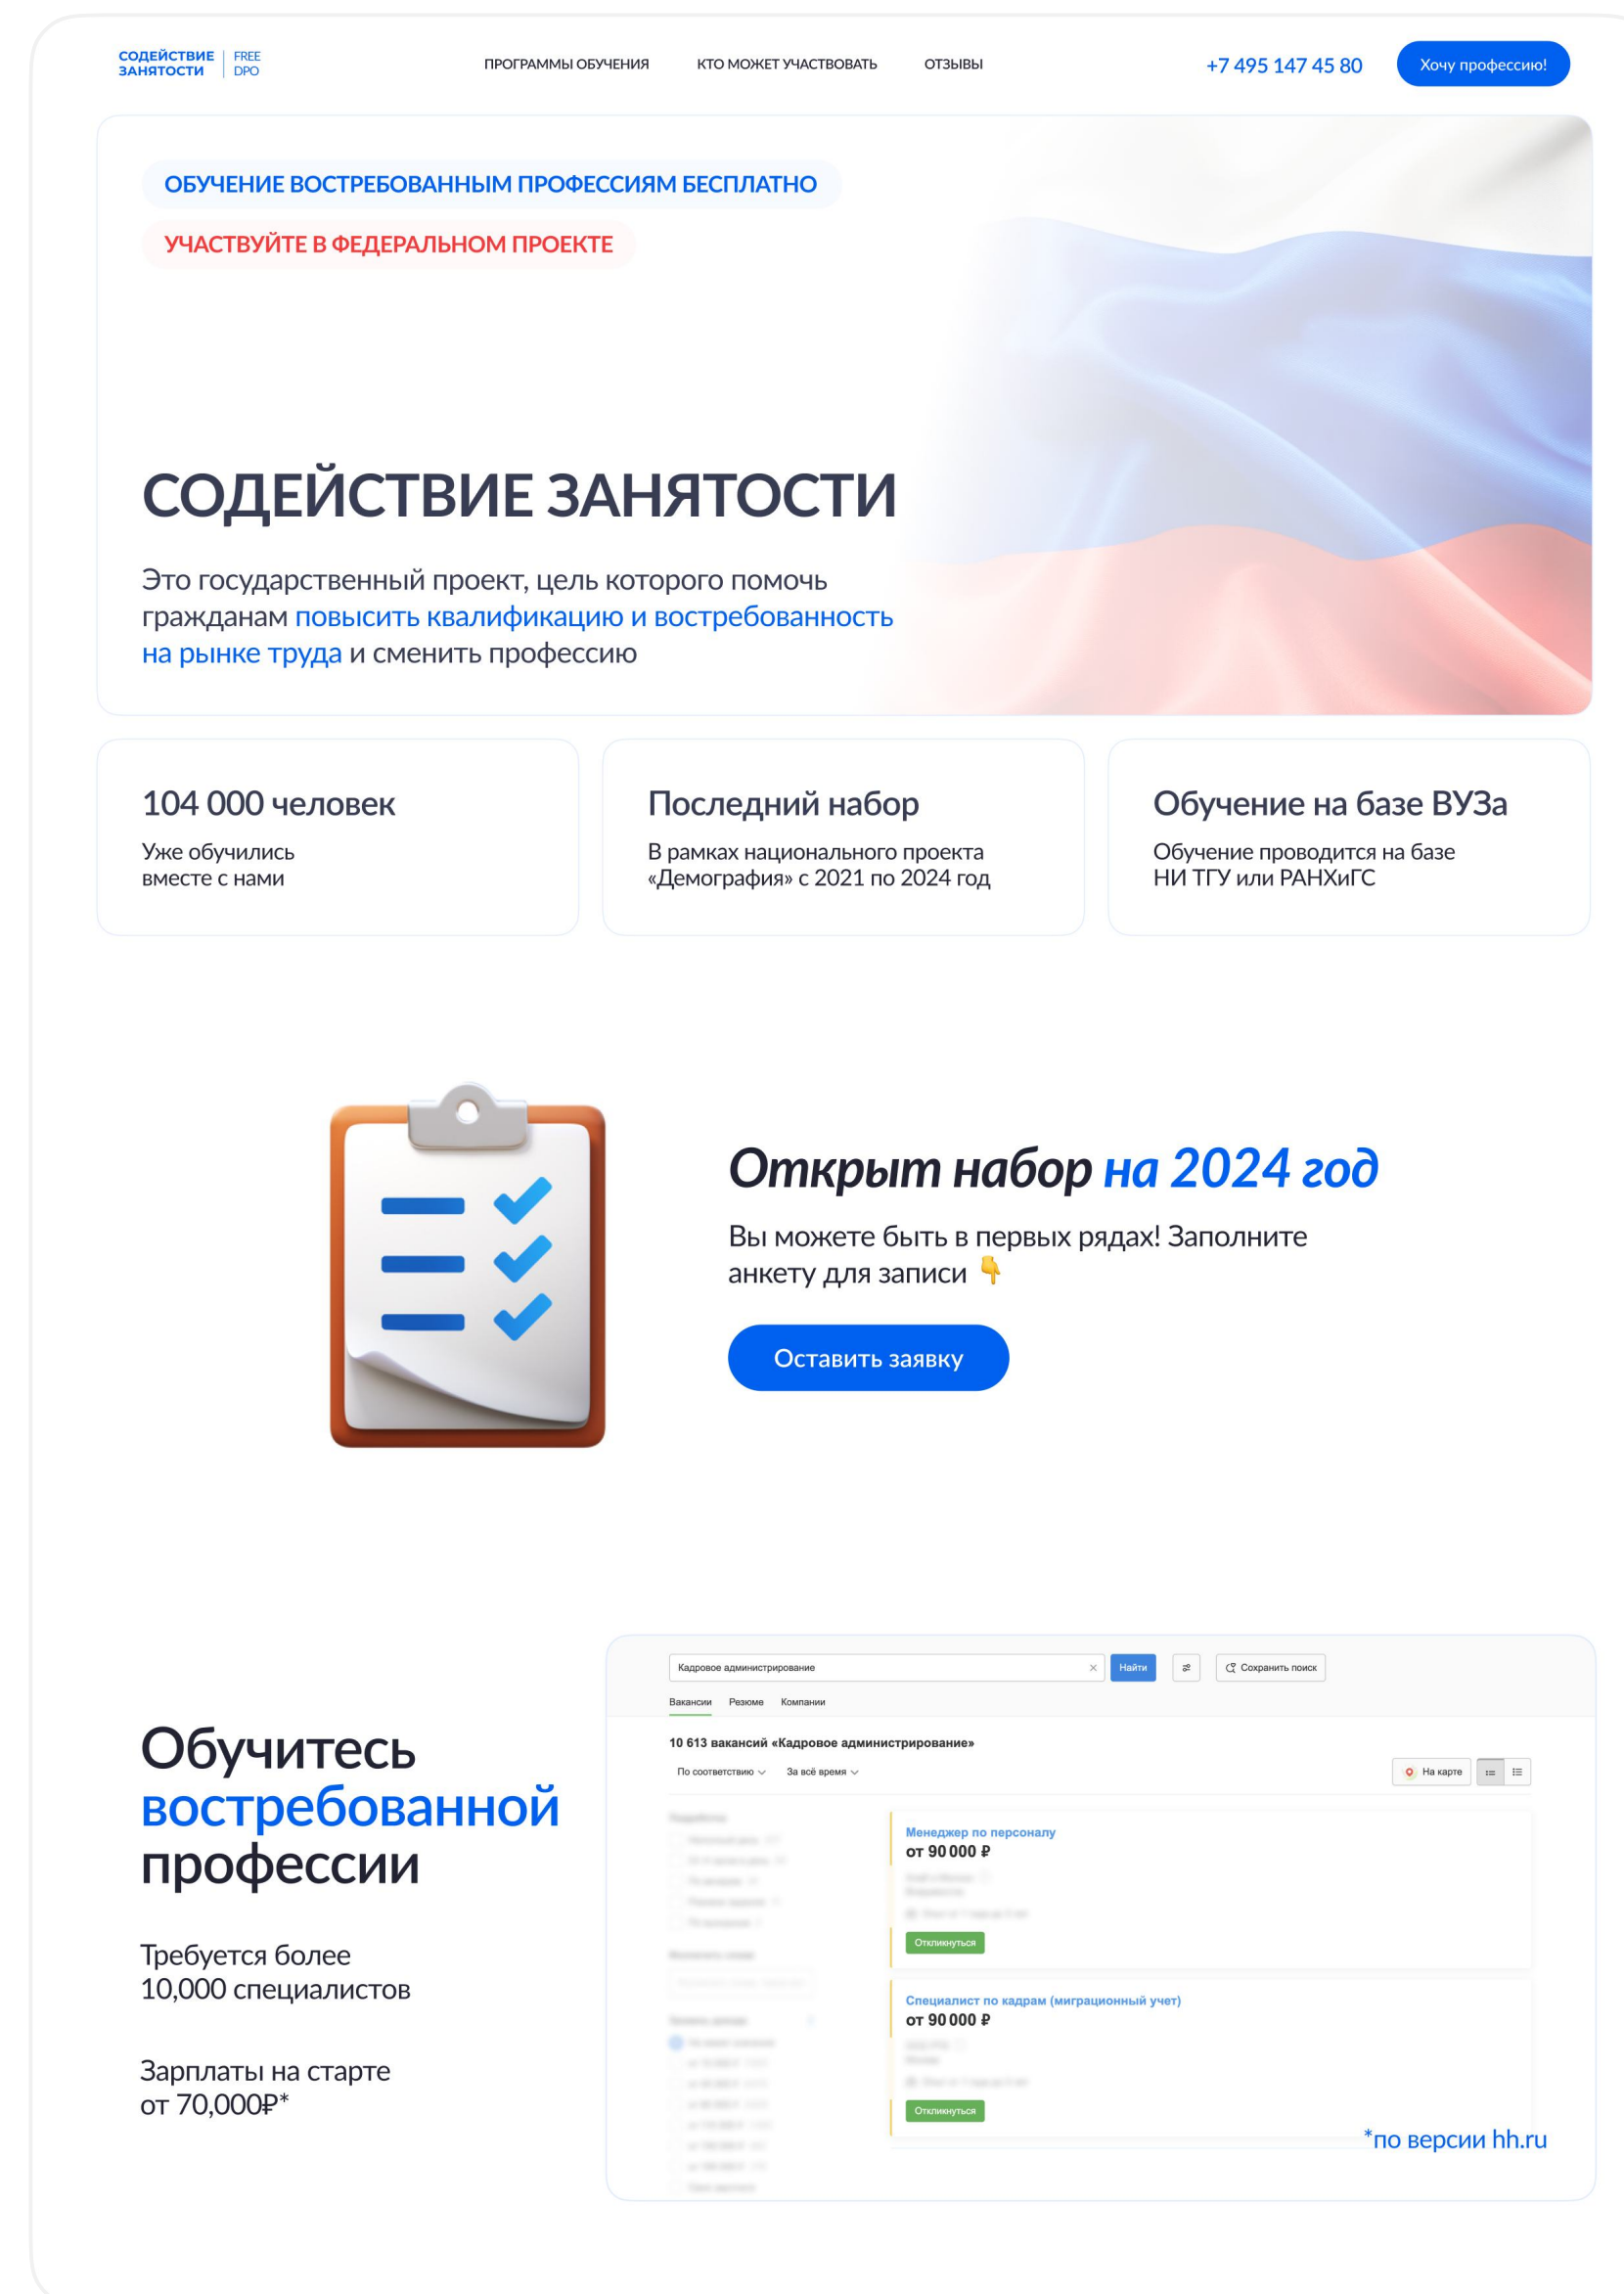 СОДЕЙСТВИЕ
ЗАНЯТОСТИ
FREE
DPO
ПРОГРАММЫ ОБУЧЕНИЯ
КТО МОЖЕТ УЧАСТВОВАТЬ
ОТЗЫВЫ
+7 495 147 45 80
Хочу профессию!
ОБУЧЕНИЕ ВОСТРЕБОВАННЫМ ПРОФЕССИЯМ БЕСПЛАТНО
УЧАСТВУЙТЕ В ФЕДЕРАЛЬНОМ ПРОЕКТЕ
СОДЕЙСТВИЕ ЗАНЯТОСТИ
Это государственный проект, цель которого помочь
гражданам повысить квалификацию и востребованность
на рынке труда и сменить профессию
104 000 человек
Уже обучились
вместе с нами
Последний набор
В рамках национального проекта
«Демография» с 2021 по 2024 год
Обучение на базе ВУЗа
Обучение проводится на базе
НИ ТГУ или РАНХиГС
Открыт набор на 2024 год
Вы можете быть в первых рядах! Заполните
анкету для записи 👇
Оставить заявку
Обучитесь
востребованной
профессии
Требуется более
10,000 специалистов
Зарплаты на старте
от 70,000₽*
Кадровое администрирование
Найти
Сохранить поиск
Вакансии
Резюме
Компании
10 613 вакансий «Кадровое администрирование»
По соответствию
За всё время
На карте
Менеджер по персоналу
от 90 000 ₽
Откликнуться
Специалист по кадрам (миграционный учет)
от 90 000 ₽
Откликнуться
*по версии hh.ru